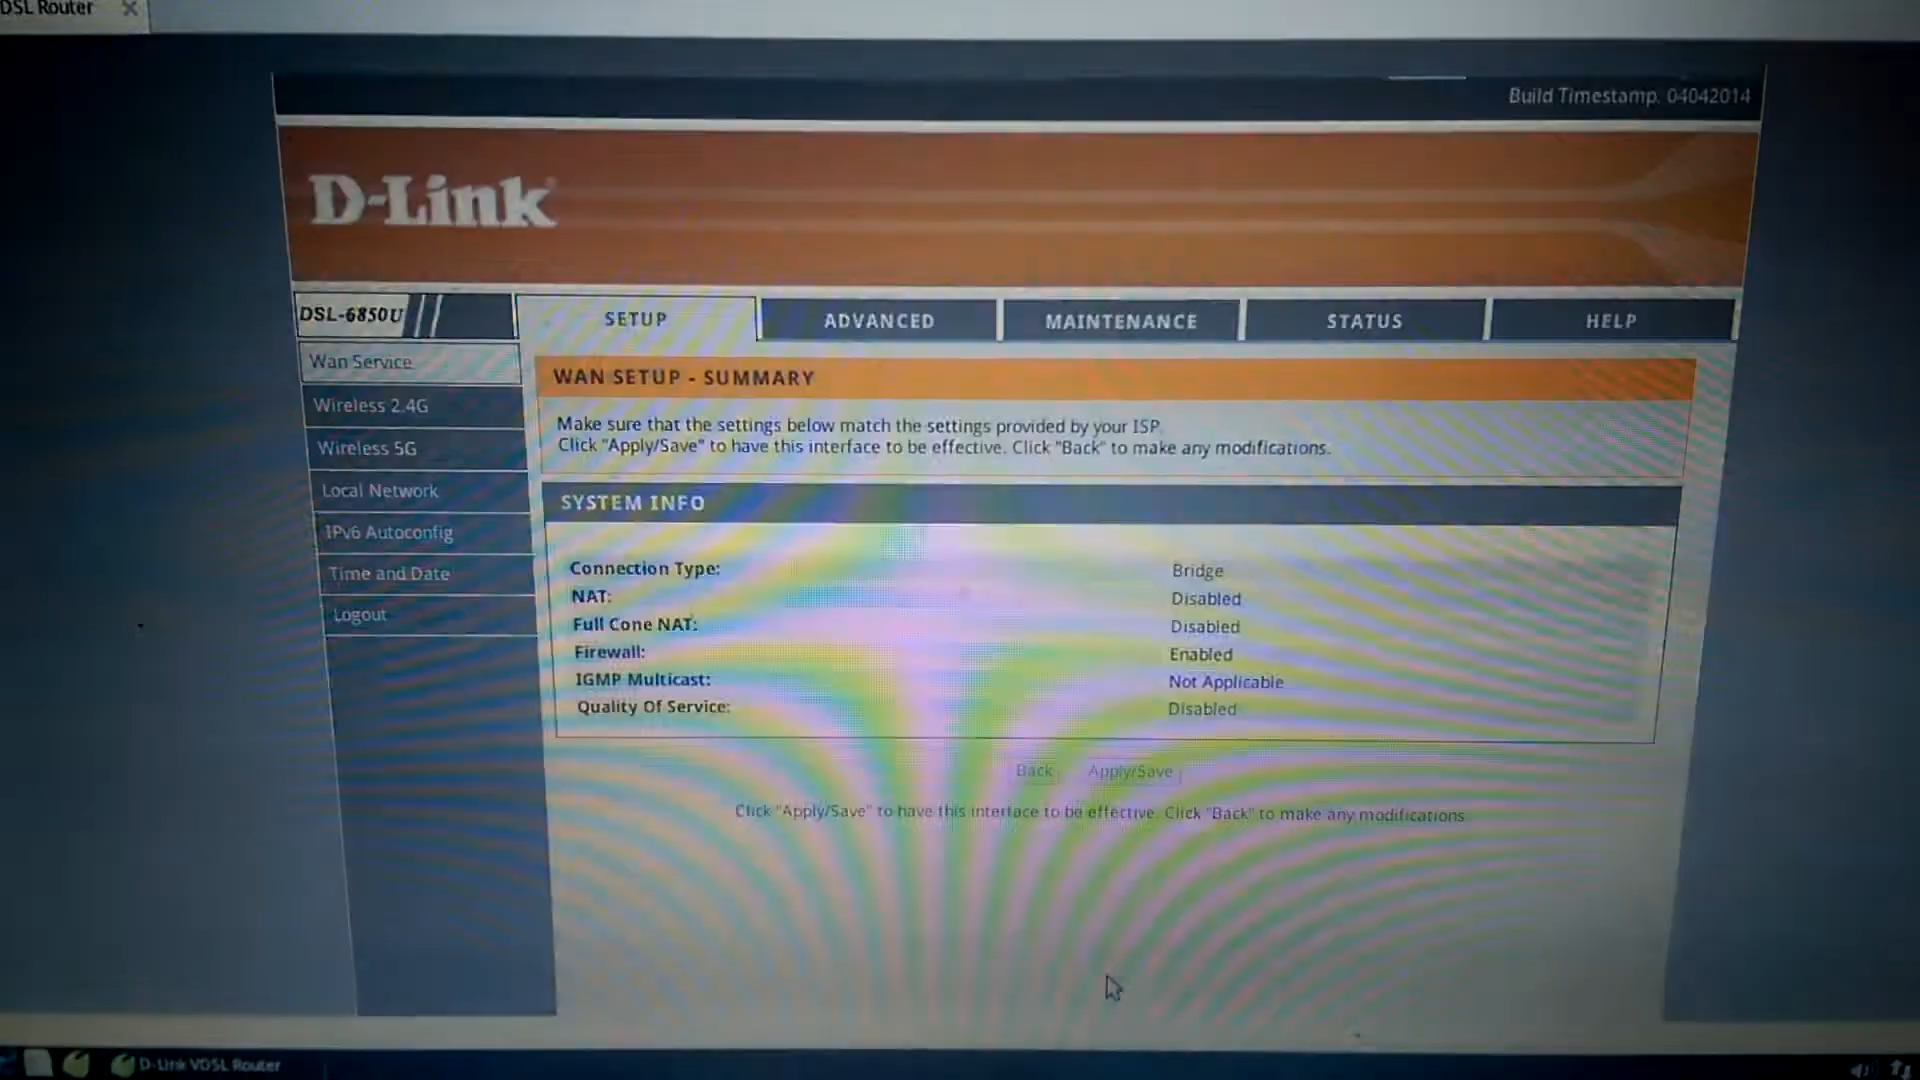 DSL Router
Build Timestamp. 04042014
D-Link
DSL-6850U
SETUP
ADVANCED
MAINTENANCE
STATUS
HELP
Wan Service
Wireless 2.4G
Wireless 5G
Local Network
IPv6 Autoconfig
Time and Date
Logout
WAN SETUP - SUMMARY
Make sure that the settings below match the settings provided by your ISP.
Click "Apply/Save" to have this interface to be effective. Click "Back" to make any modifications.
SYSTEM INFO
Connection Type: Bridge
NAT: Disabled
Full Cone NAT: Disabled
Firewall: Enabled
IGMP Multicast: Not Applicable
Quality Of Service: Disabled
Back Apply/Save
Click "Apply/Save" to have this interface to be effective. Click "Back" to make any modifications.
D-Link VDSL Router